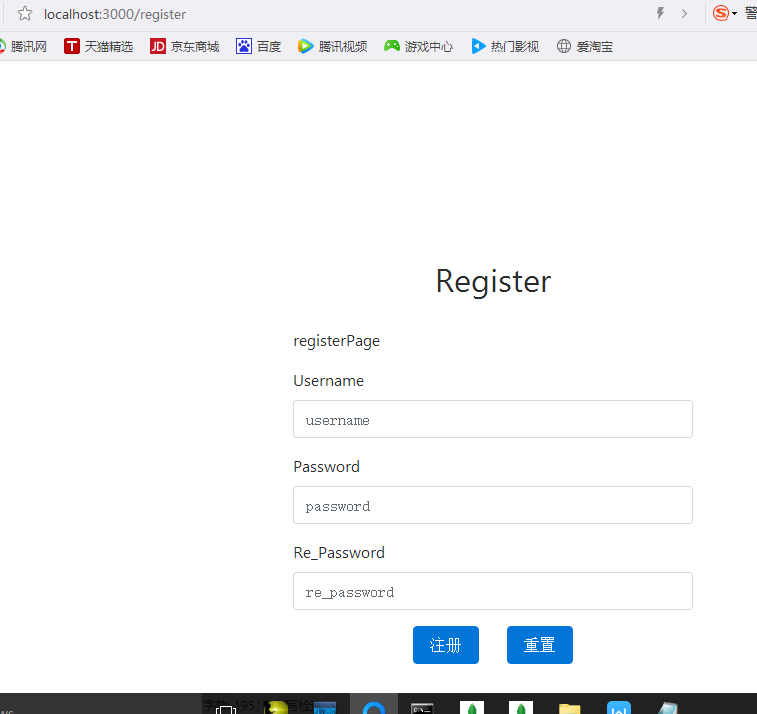 localhost:3000/register
警
腾讯网 T 天猫精选 JD 京东商城 百度 腾讯视频 游戏中心 热门影视 爱淘宝
Register
registerPage
Username
username
Password
password
Re_Password
re_password
注册 重置